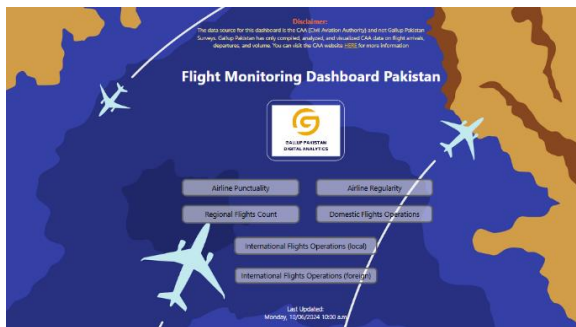 Disclaimer:
The data source for this dashboard is the CAA (Civil Aviation Authority) and not Gallup Pakistan
Surveys. Gallup Pakistan has only compiled, analyzed, and visualized CAA data on flight arrivals,
departures, and volume. You can visit the CAA website HERE for more information
Flight Monitoring Dashboard Pakistan
GALLUP PAKISTAN
DIGITAL ANALYTICS
Airline Punctuality
Airline Regularity
Regional Flights Count
Domestic Flights Operations
International Flights Operations (local)
International Flights Operations (foreign)
Last Updated:
Monday, 10/06/2024 10:00 a.m